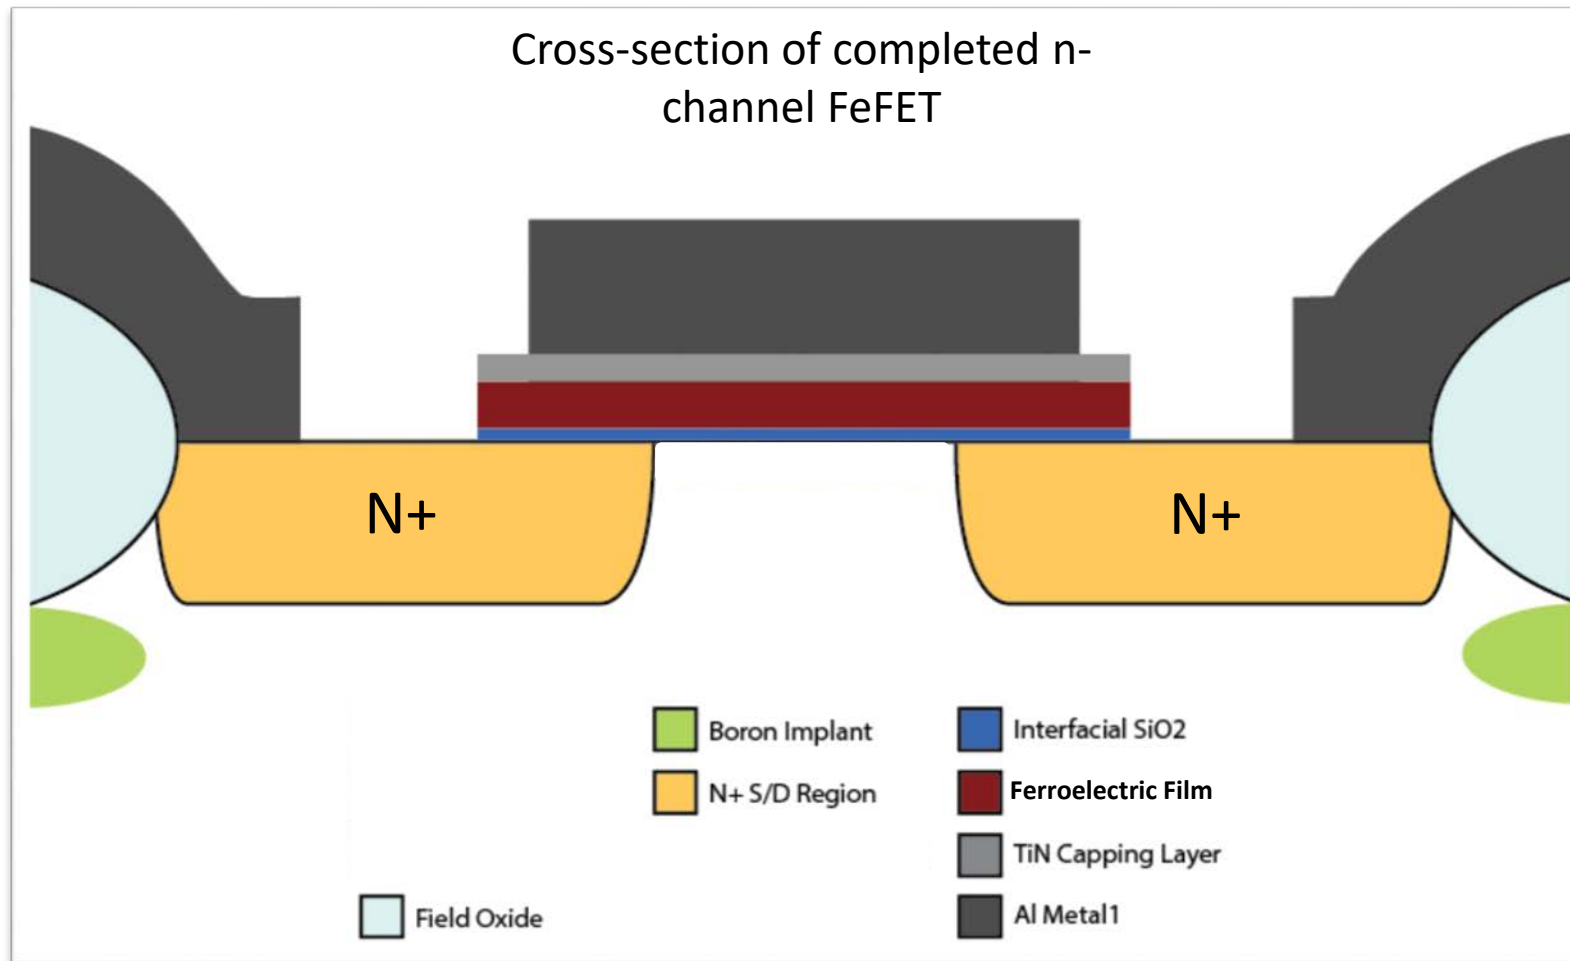 Cross-section of completed n-
channel FeFET
N+
N+
Boron Implant
Interfacial SiO2
N+ S/D Region
Ferroelectric Film
TiN Capping Layer
Field Oxide
Al Metal1